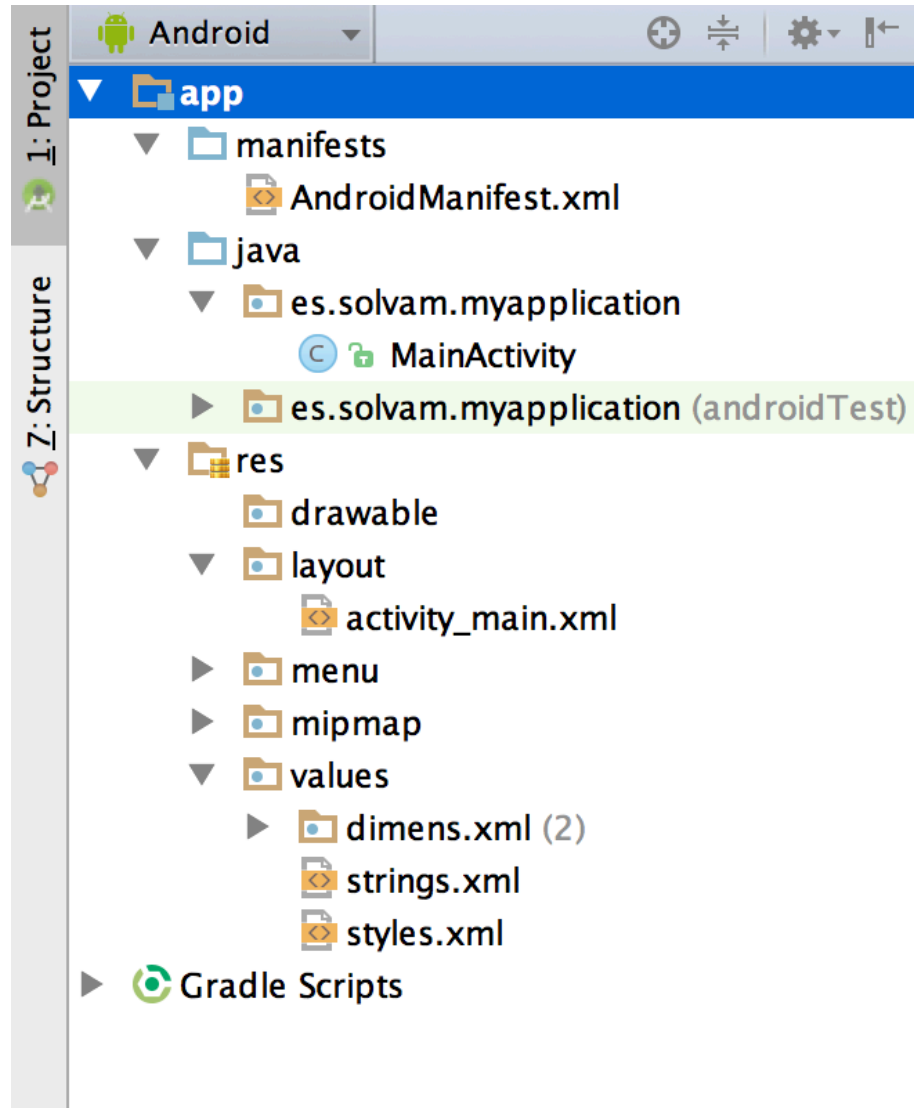 Android
1: Project
app
manifests
AndroidManifest.xml
java
es.solvam.myapplication
C MainActivity
es.solvam.myapplication (androidTest)
7: Structure
res
drawable
layout
activity_main.xml
menu
mipmap
values
dimens.xml (2)
strings.xml
styles.xml
Gradle Scripts